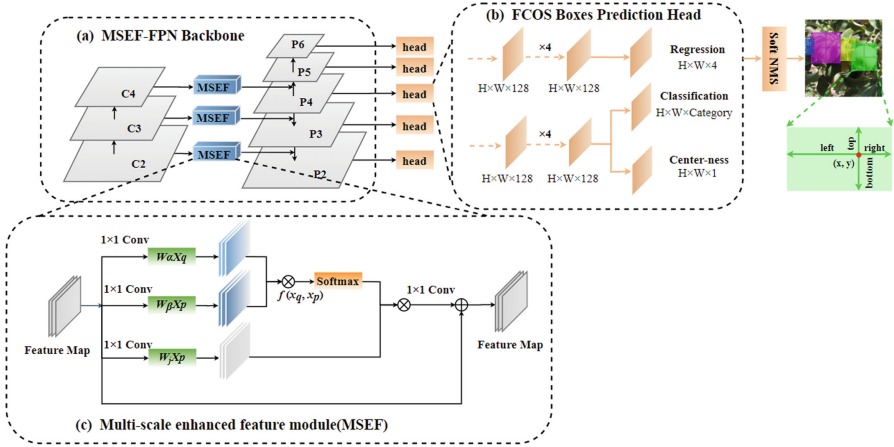 (a) MSEF-FPN Backbone
C4
C3
C2
MSEF
MSEF
MSEF
P6
P5
P4
P3
P2
head
head
head
head
head
(b) FCOS Boxes Prediction Head
×4
H×W×128
H×W×128
Regression
H×W×4
×4
H×W×128
H×W×128
Classification
H×W×Category
Center-ness
H×W×1
Soft NMS
left
top
right
(x, y)
bottom
Feature Map
1×1 Conv
WαXq
1×1 Conv
WβXp
1×1 Conv
WjXp
f(xq, xp)
Softmax
1×1 Conv
Feature Map
(c) Multi-scale enhanced feature module(MSEF)